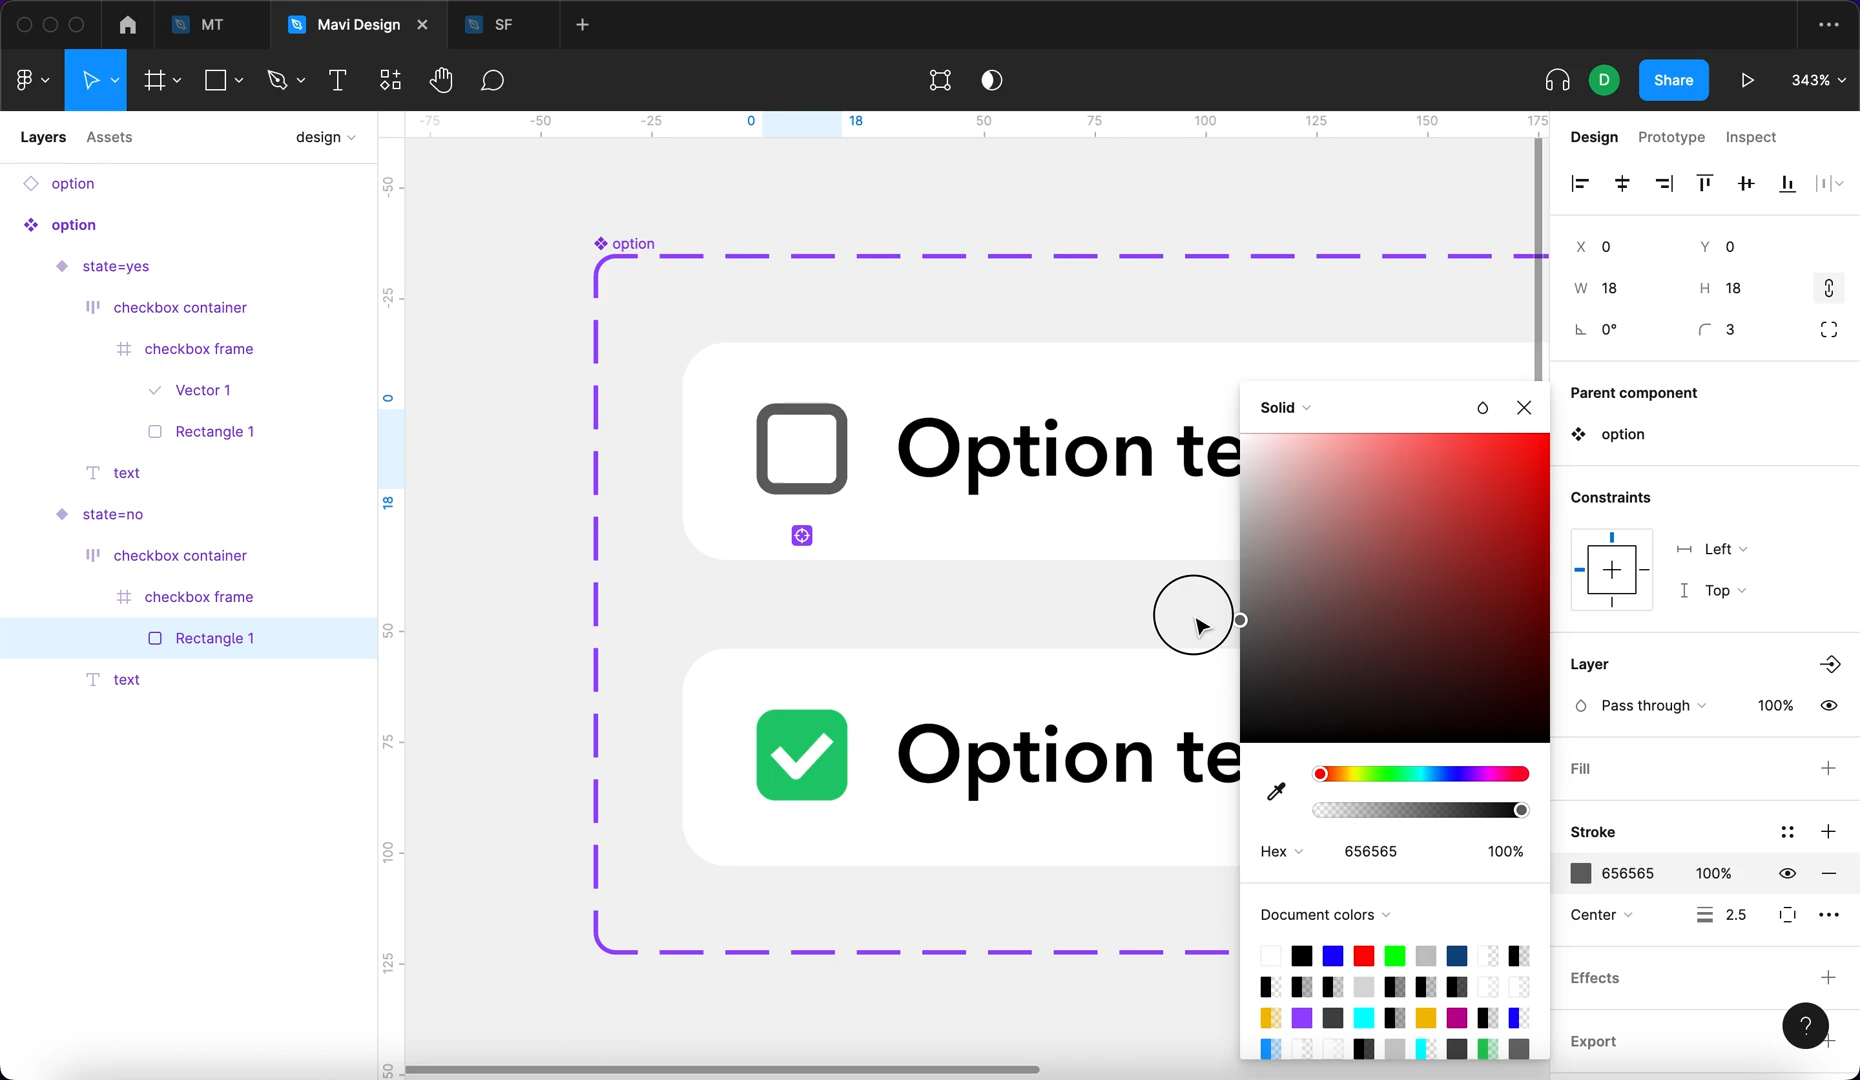 MT
Mavi Design
SF
Share
343%
Layers
Assets
design
-75
-50
-25
0
18
50
75
100
125
150
175
Design
Prototype
Inspect
option
option
state=yes
checkbox container
checkbox frame
Vector 1
Rectangle 1
text
state=no
checkbox container
checkbox frame
Rectangle 1
text
-50
-25
0
18
50
75
100
125
50
option
Option te
Option te
Solid
Hex
656565
100%
Document colors
X 0
Y 0
W 18
H 18
0°
3
Parent component
option
Constraints
Left
Top
Layer
Pass through
100%
Fill
Stroke
656565
100%
Center
2.5
Effects
Export
D
?